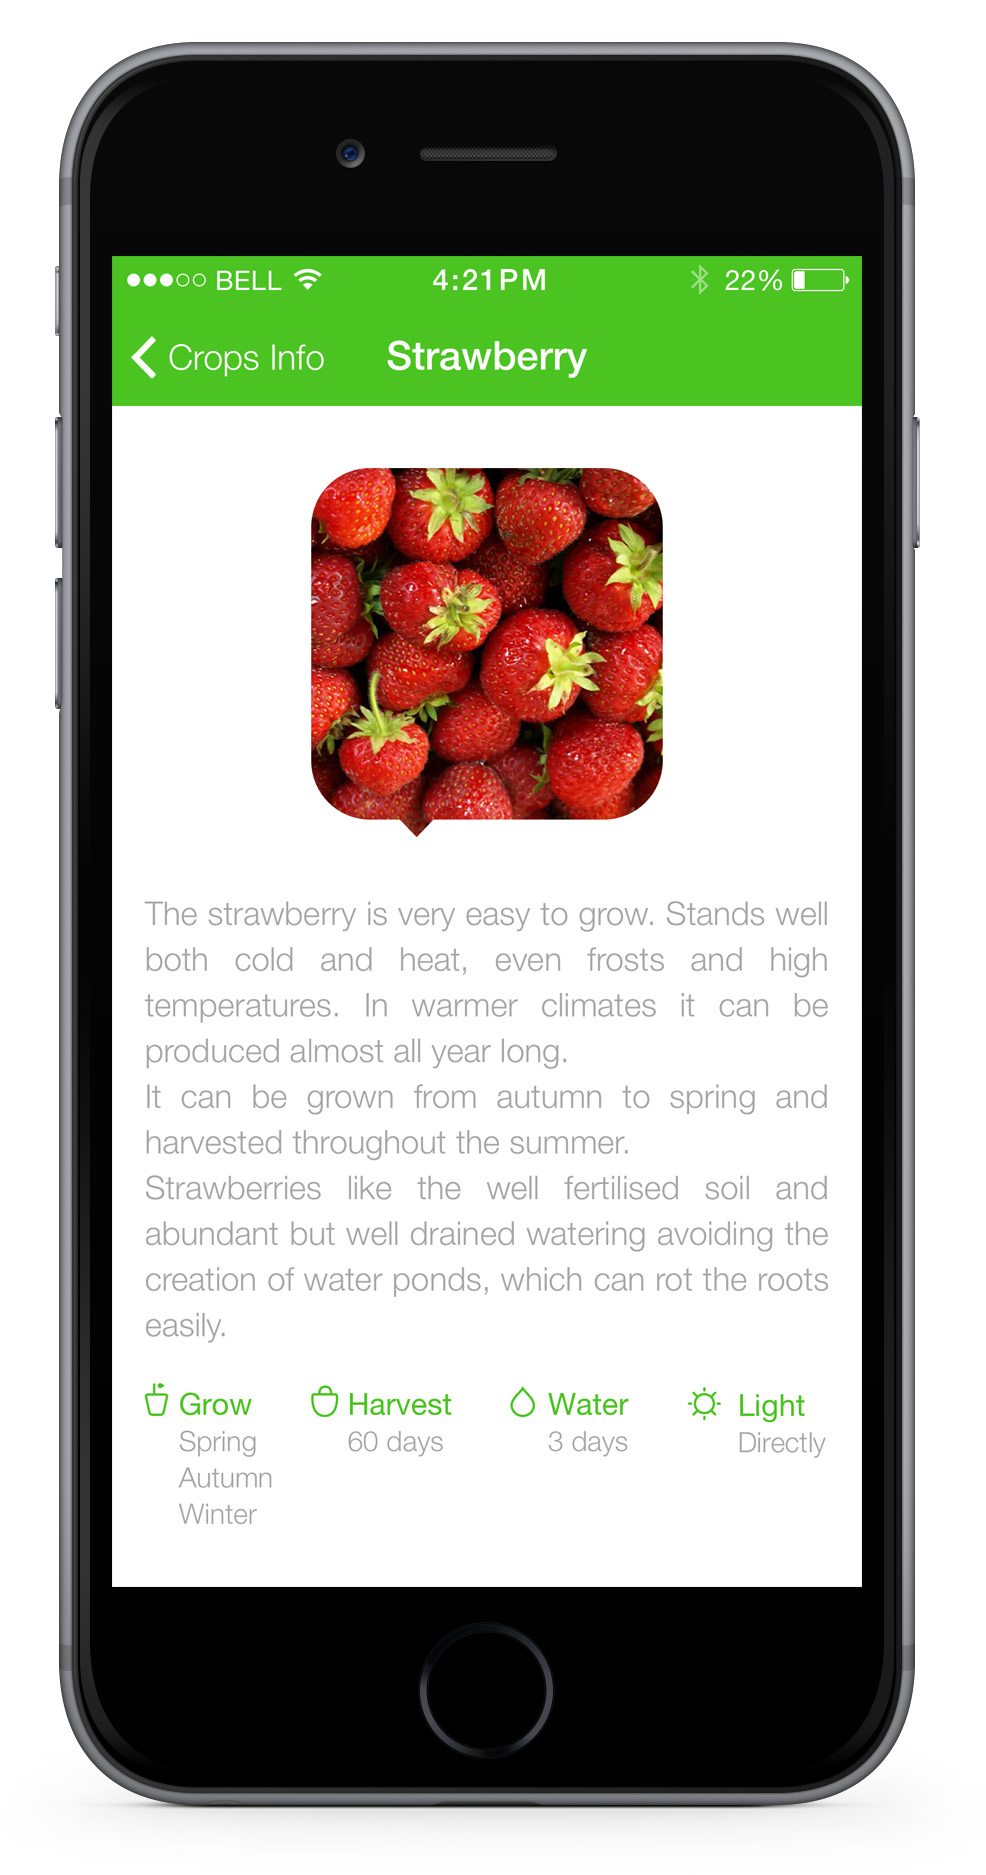 BELL 4:21PM 22%
Crops Info Strawberry
The strawberry is very easy to grow. Stands well
both cold and heat, even frosts and high
temperatures. In warmer climates it can be
produced almost all year long.
It can be grown from autumn to spring and
harvested throughout the summer.
Strawberries like the well fertilised soil and
abundant but well drained watering avoiding the
creation of water ponds, which can rot the roots
easily.
Grow Harvest Water Light
Spring 60 days 3 days Directly
Autumn
Winter